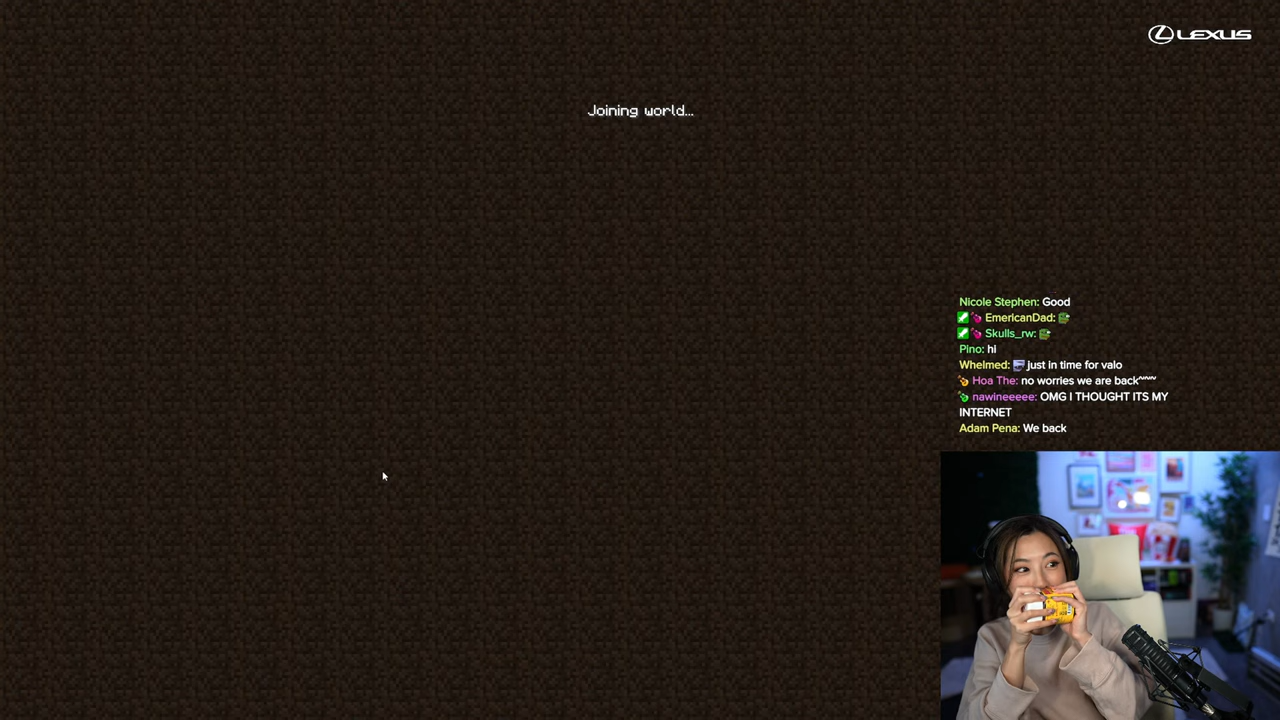 LEXUS
Joining world...
Nicole Stephen: Good
EmericanDad:
Skulls_rw:
Pino: hi
Whelmed: just in time for valo
Hoa The: no worries we are back~~~
nawineeeee: OMG I THOUGHT ITS MY
INTERNET
Adam Pena: We back